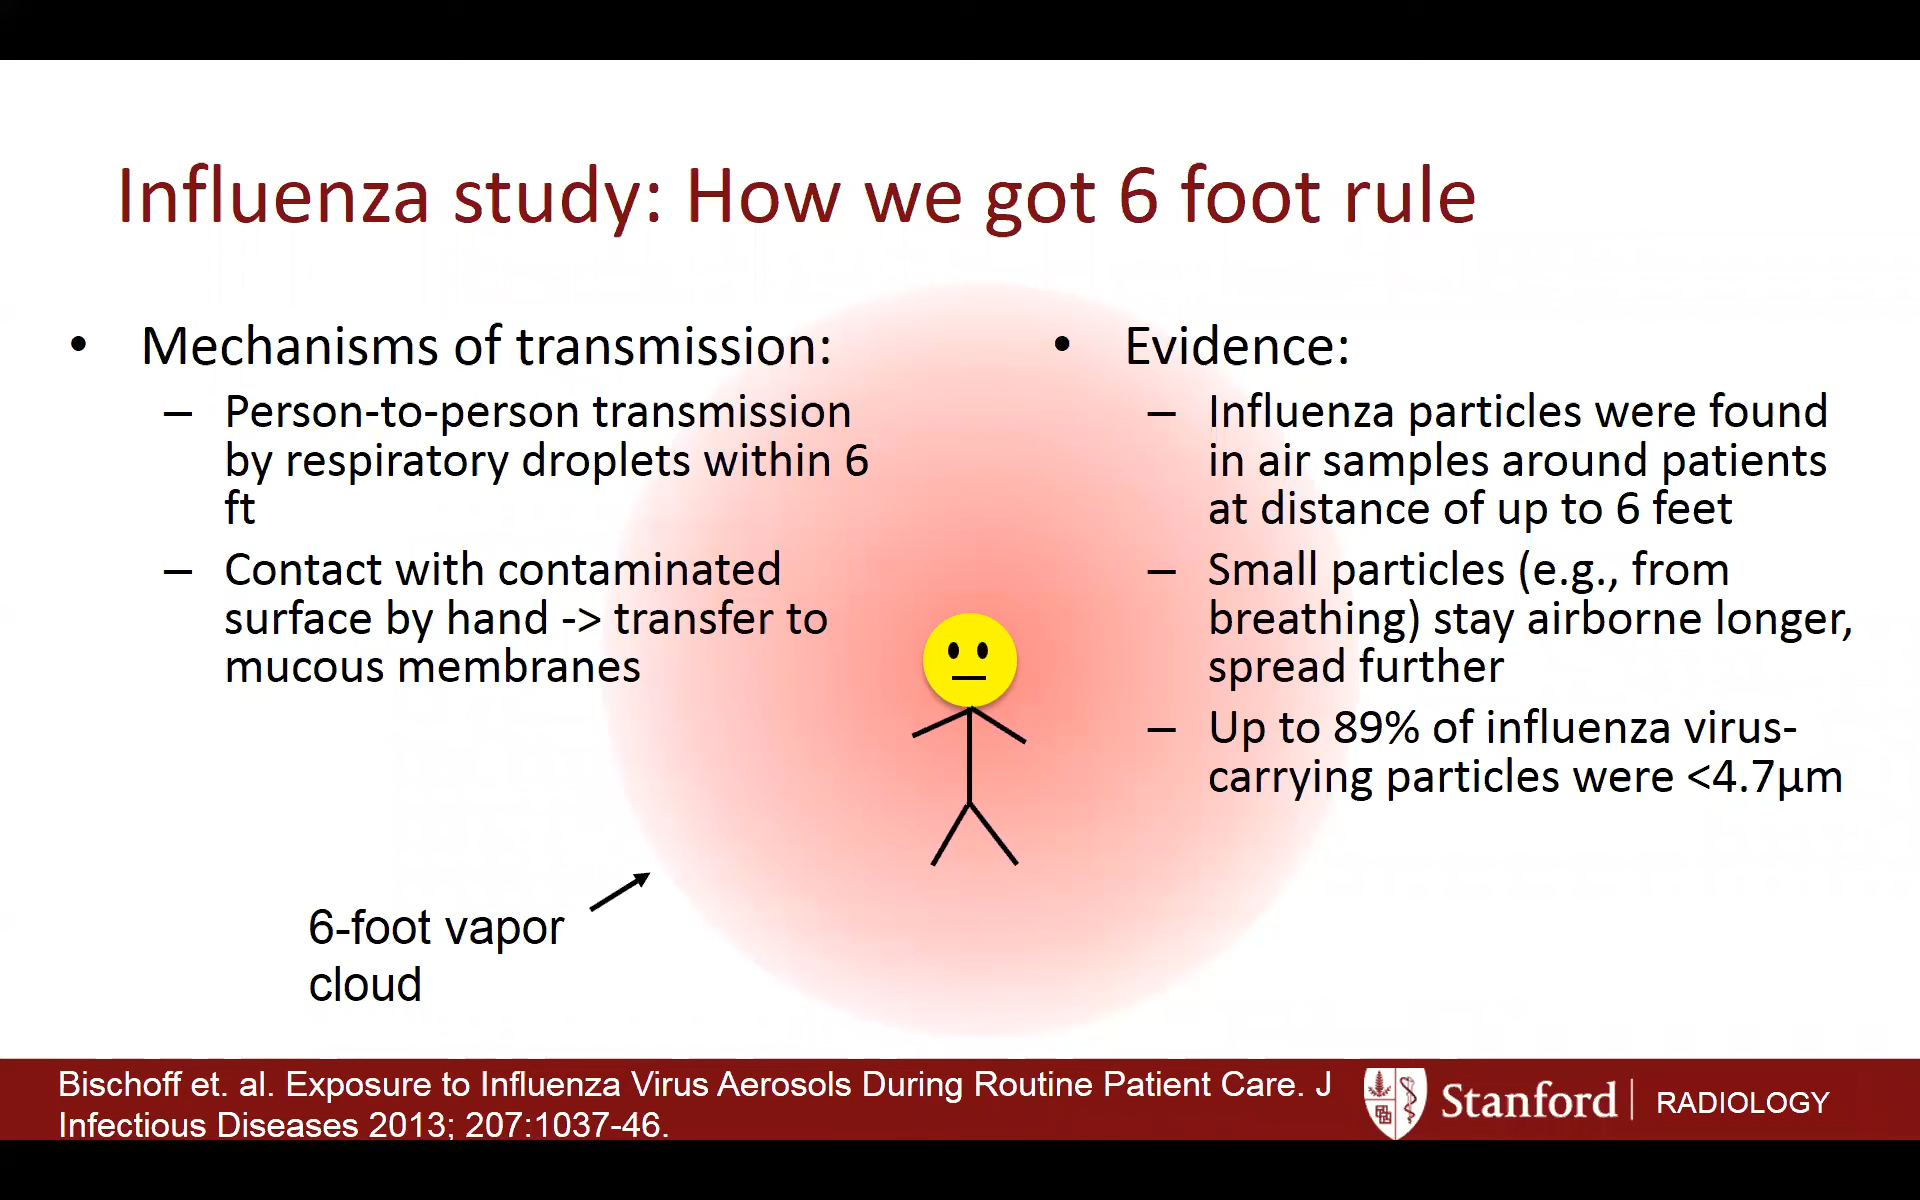 Influenza study: How we got 6 foot rule
• Mechanisms of transmission:
– Person-to-person transmission
by respiratory droplets within 6
ft
– Contact with contaminated
surface by hand -> transfer to
mucous membranes
• Evidence:
– Influenza particles were found
in air samples around patients
at distance of up to 6 feet
– Small particles (e.g., from
breathing) stay airborne longer,
spread further
– Up to 89% of influenza virus-
carrying particles were <4.7µm
6-foot vapor
cloud
Bischoff et. al. Exposure to Influenza Virus Aerosols During Routine Patient Care. J
Infectious Diseases 2013; 207:1037-46.
Stanford | RADIOLOGY